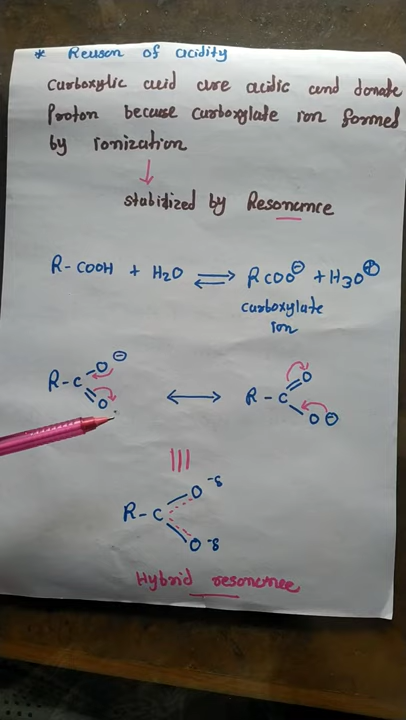 * Reason of acidity
carboxylic acid are acidic and donate
Proton because carboxylate ion formed
by ionization
↓
stabilized by Resonance
R-COOH + H₂O ⇌ RCOO⊖ + H₃O⊕
carboxylate
ion
R-C-O⊖ =O ↔ R-C=O -O⊖
|||
R-C O-δ O-δ
Hybrid resonance